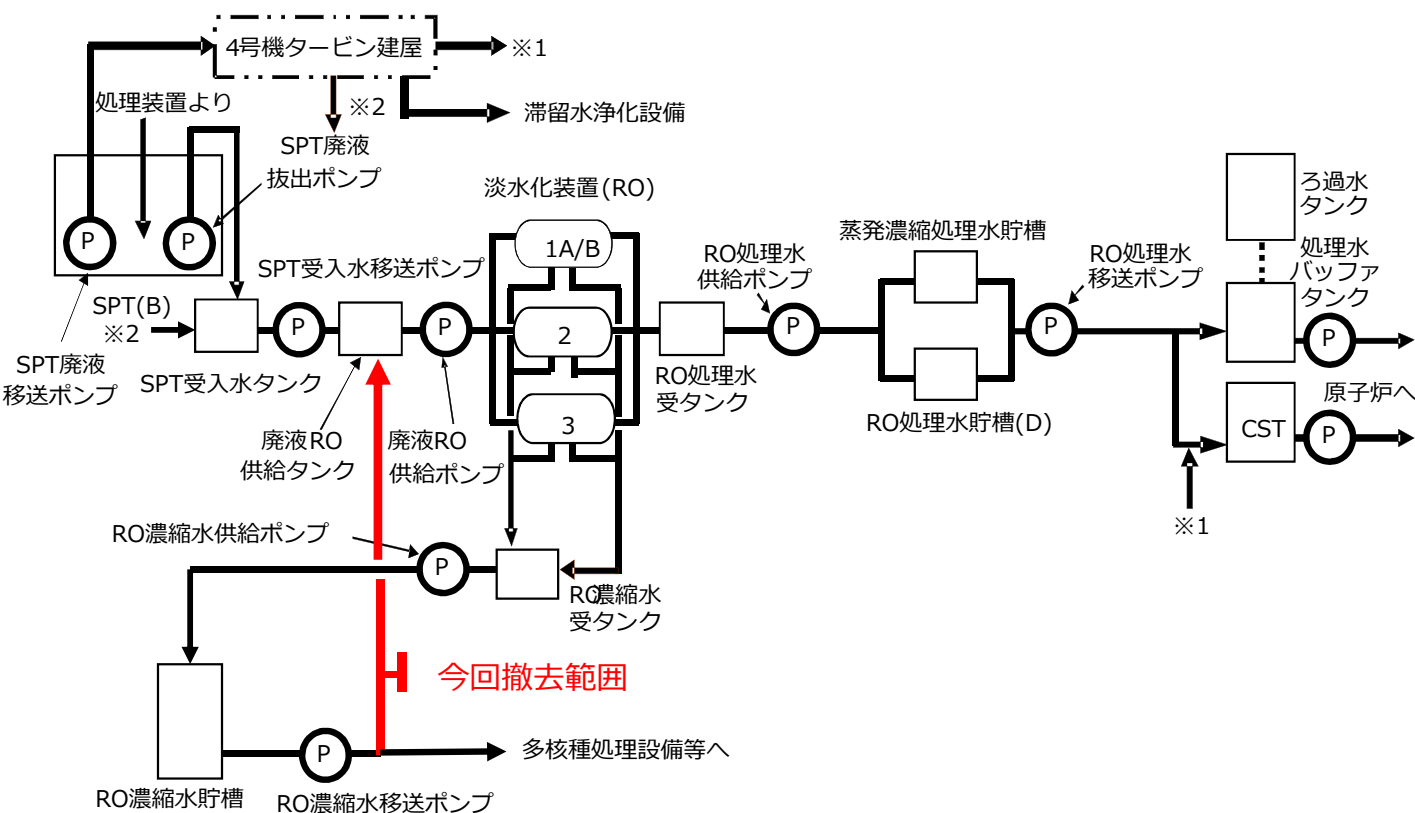 4号機タービン建屋
※1
処理装置より
※2
滞留水浄化設備
SPT廃液
抜出ポンプ
P
P
淡水化装置(RO)
1A/B
2
3
SPT(B)
※2
SPT廃液
移送ポンプ
SPT受入水タンク
P
SPT受入水移送ポンプ
P
廃液RO
供給タンク
廃液RO
供給ポンプ
RO処理水
受タンク
RO処理水
供給ポンプ
P
蒸発濃縮処理水貯槽
RO処理水貯槽(D)
RO処理水
移送ポンプ
P
ろ過水
タンク
処理水
バッファ
タンク
P
CST
原子炉へ
P
※1
RO濃縮水供給ポンプ
P
RO濃縮水
受タンク
今回撤去範囲
P
多核種処理設備等へ
RO濃縮水貯槽
RO濃縮水移送ポンプ